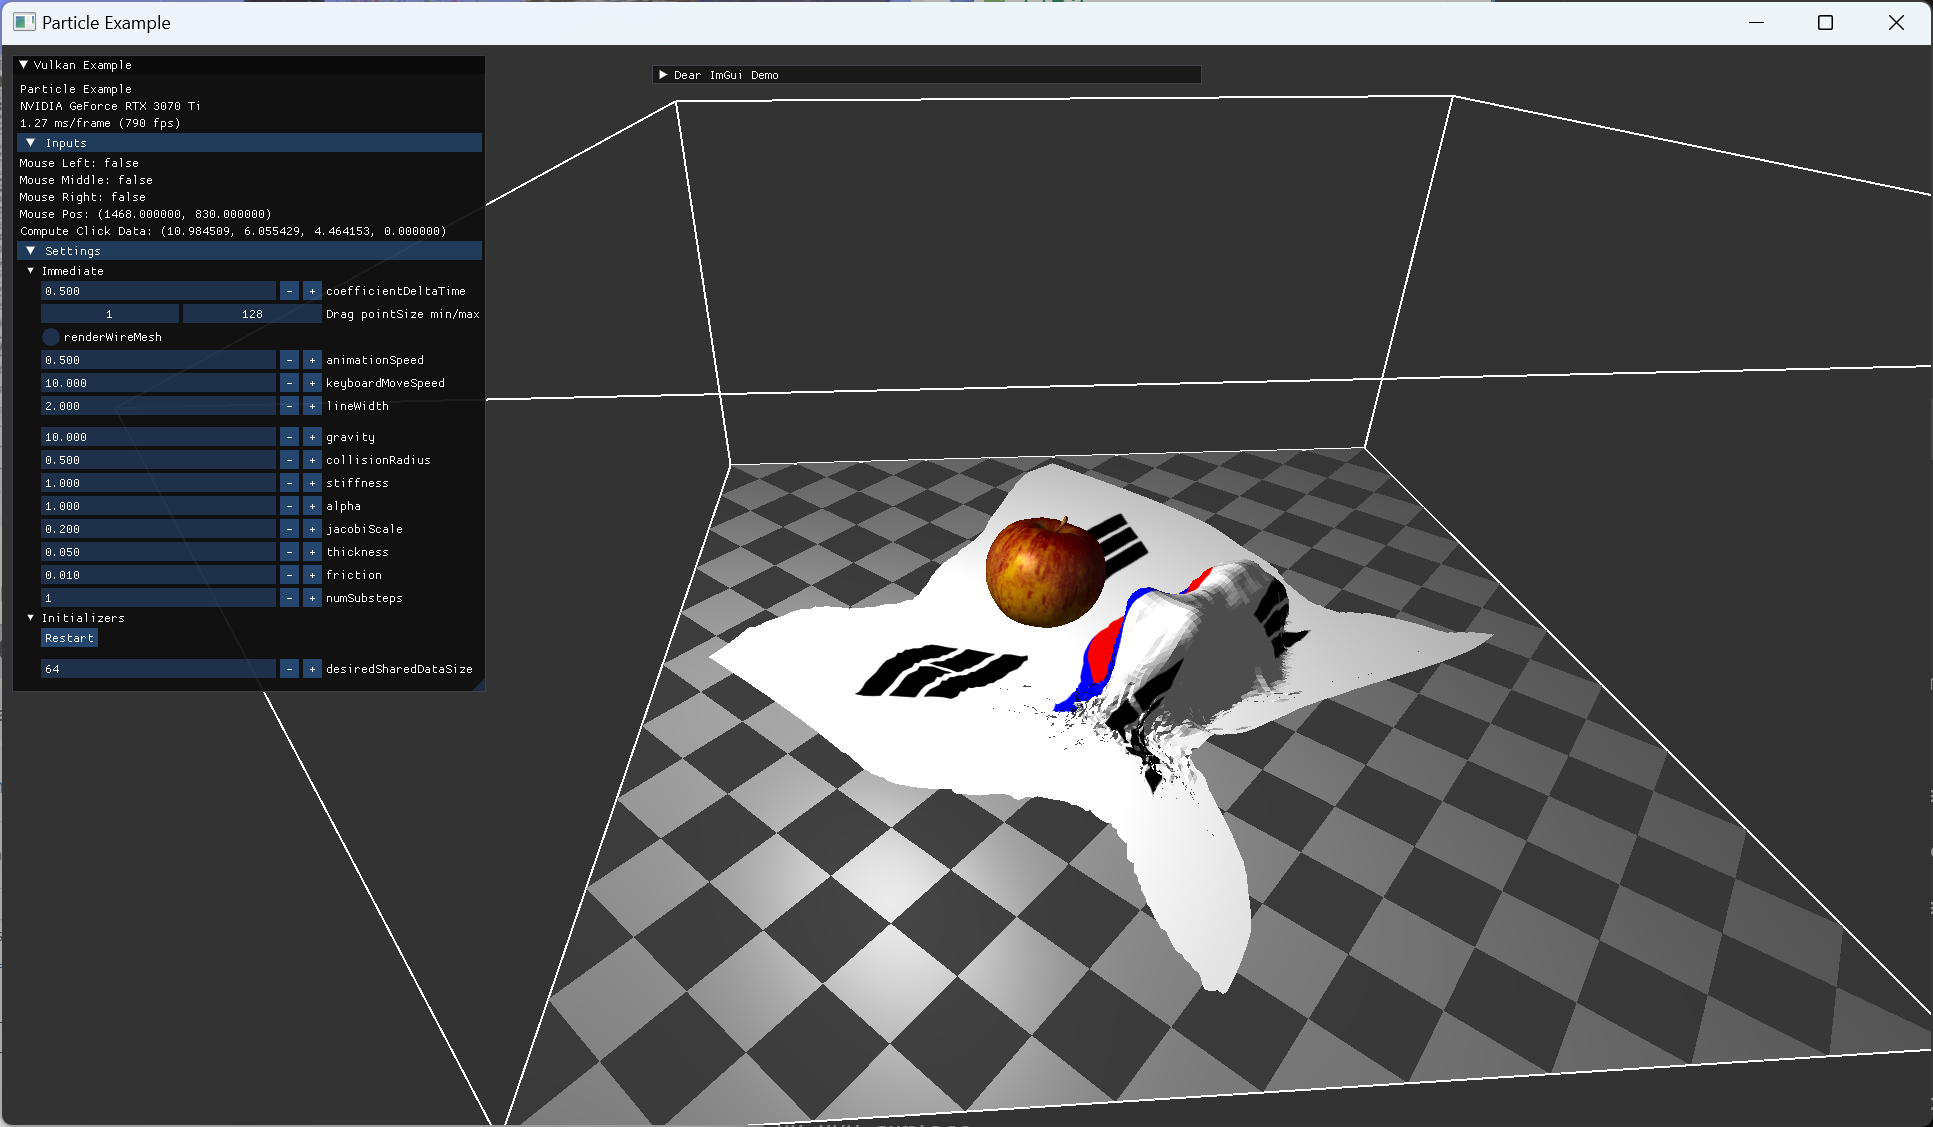 Particle Example
Vulkan Example
Particle Example
NVIDIA GeForce RTX 3070 Ti
1.27 ms/frame (790 fps)
Inputs
Mouse Left: false
Mouse Middle: false
Mouse Right: false
Mouse Pos: (1468.000000, 830.000000)
Compute Click Data: (10.984509, 6.055429, 4.464153, 0.000000)
Settings
Immediate
0.500 - + coefficientDeltaTime
1 128 Drag pointSize min/max
renderWireMesh
0.500 - + animationSpeed
10.000 - + keyboardMoveSpeed
2.000 - + lineWidth
10.000 - + gravity
0.500 - + collisionRadius
1.000 - + stiffness
1.000 - + alpha
0.200 - + jacobiScale
0.050 - + thickness
0.010 - + friction
1 - + numSubsteps
Initializers
Restart
64 - + desiredSharedDataSize
Dear ImGui Demo